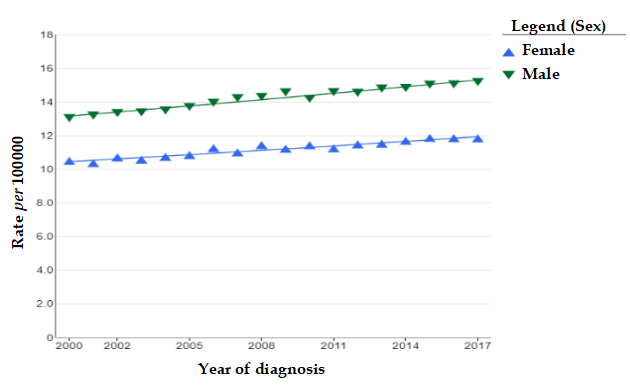 Legend (Sex)
Female
Male
Rate per 100000
18
16
14
12
10
8.0
6.0
4.0
2.0
0
2000 2002 2005 2008 2011 2014 2017
Year of diagnosis